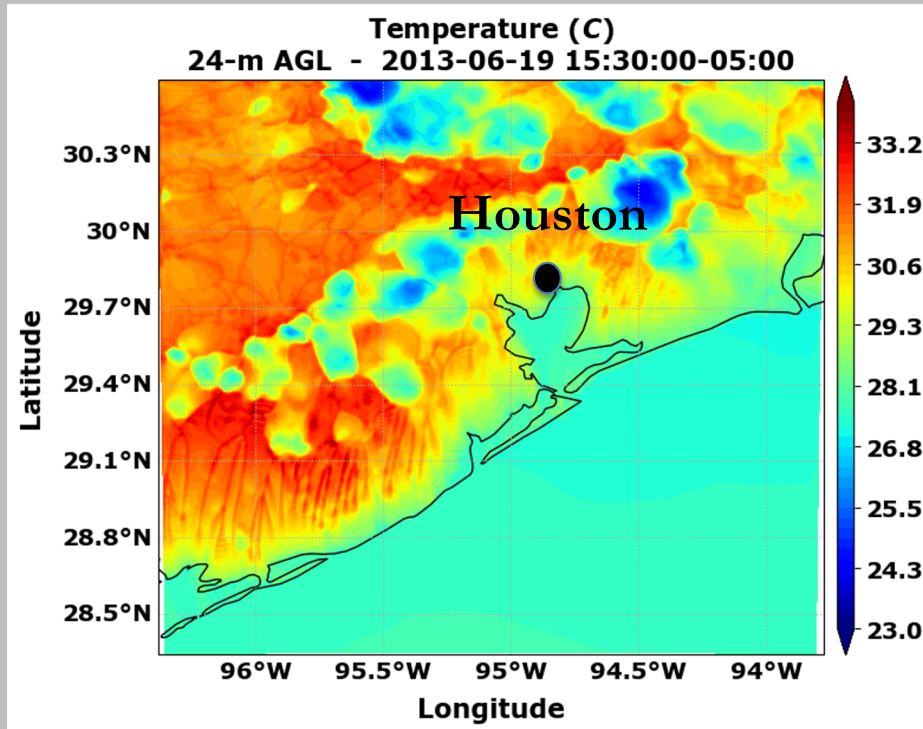 Temperature (C)
24-m AGL - 2013-06-19 15:30:00-05:00
30.3°N
30°N
29.7°N
29.4°N
29.1°N
28.8°N
28.5°N
Latitude
Houston
96°W 95.5°W 95°W 94.5°W 94°W
Longitude
33.2
31.9
30.6
29.3
28.1
26.8
25.5
24.3
23.0